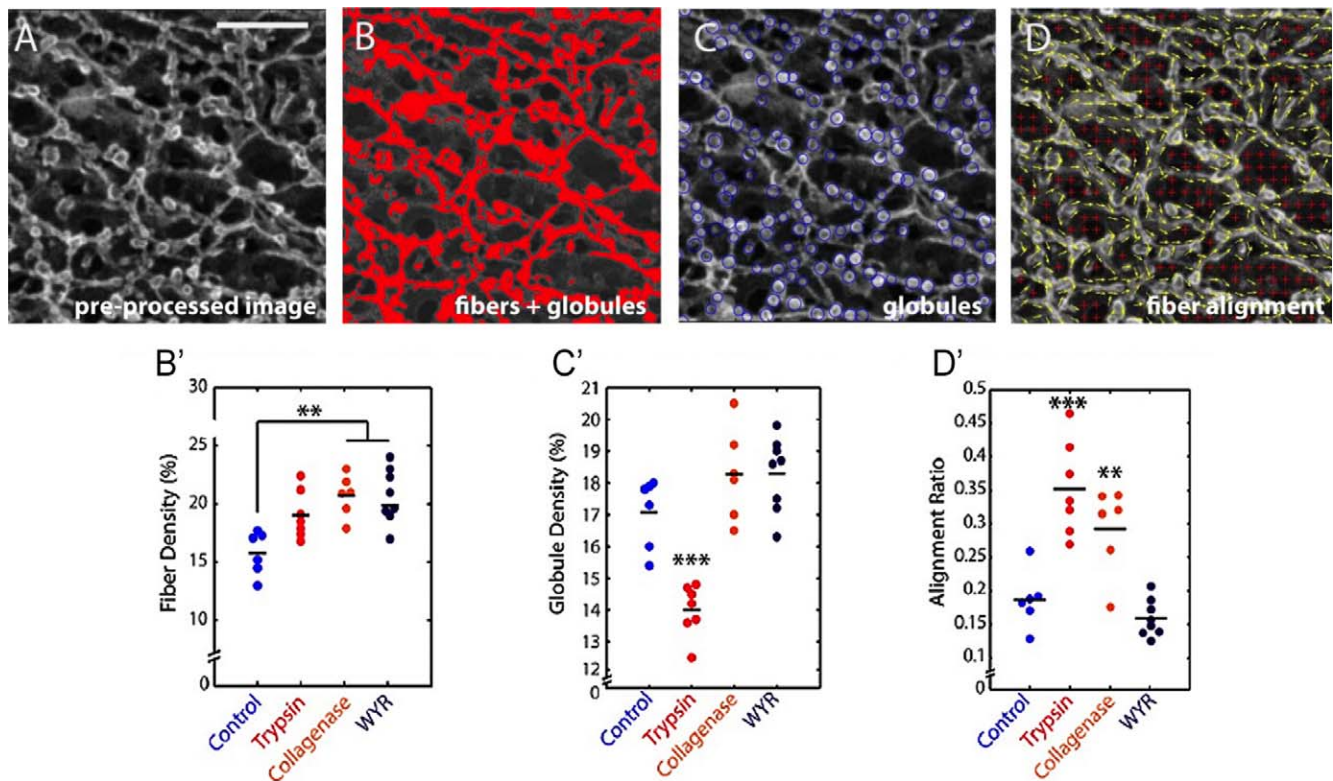 A
pre-processed image
B
fibers + globules
C
globules
D
fiber alignment
B’
Fiber Density (%)
30
25
20
15
10
0
**
Control
Trypsin
Collagenase
WYR
C’
Globule Density (%)
21
20
19
18
17
16
15
14
13
12
0
***
Control
Trypsin
Collagenase
WYR
D’
Alignment Ratio
0.5
0.45
0.4
0.35
0.3
0.25
0.2
0.15
0.1
0
***
**
Control
Trypsin
Collagenase
WYR